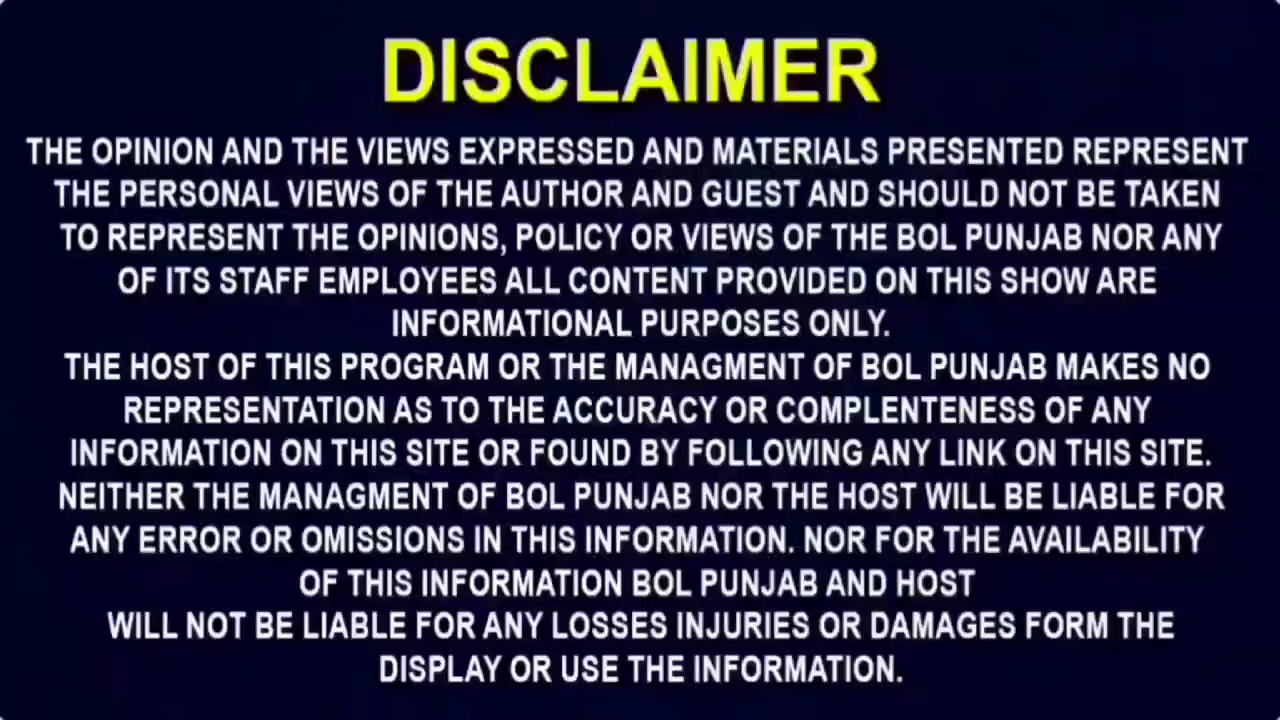 DISCLAIMER
THE OPINION AND THE VIEWS EXPRESSED AND MATERIALS PRESENTED REPRESENT
THE PERSONAL VIEWS OF THE AUTHOR AND GUEST AND SHOULD NOT BE TAKEN
TO REPRESENT THE OPINIONS, POLICY OR VIEWS OF THE BOL PUNJAB NOR ANY
OF ITS STAFF EMPLOYEES ALL CONTENT PROVIDED ON THIS SHOW ARE
INFORMATIONAL PURPOSES ONLY.
THE HOST OF THIS PROGRAM OR THE MANAGMENT OF BOL PUNJAB MAKES NO
REPRESENTATION AS TO THE ACCURACY OR COMPLENTENESS OF ANY
INFORMATION ON THIS SITE OR FOUND BY FOLLOWING ANY LINK ON THIS SITE.
NEITHER THE MANAGMENT OF BOL PUNJAB NOR THE HOST WILL BE LIABLE FOR
ANY ERROR OR OMISSIONS IN THIS INFORMATION. NOR FOR THE AVAILABILITY
OF THIS INFORMATION BOL PUNJAB AND HOST
WILL NOT BE LIABLE FOR ANY LOSSES INJURIES OR DAMAGES FORM THE
DISPLAY OR USE THE INFORMATION.